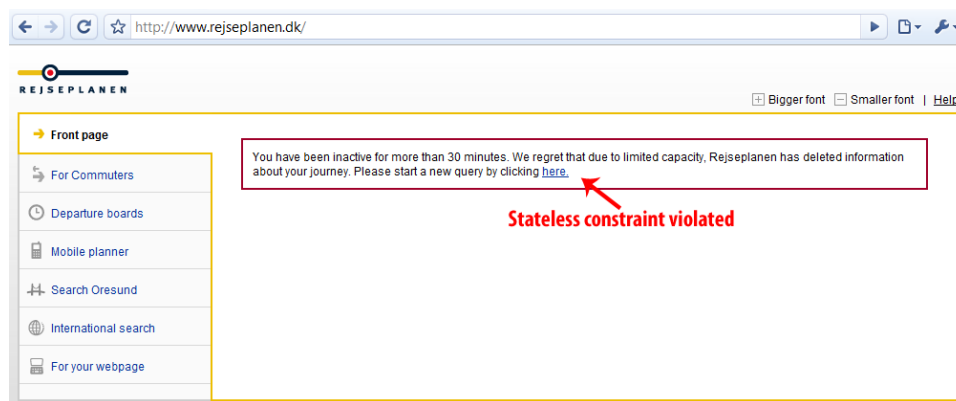 http://www.rejseplanen.dk/
REJSEPLANEN
Bigger font Smaller font | Help
Front page
You have been inactive for more than 30 minutes. We regret that due to limited capacity, Rejseplanen has deleted information
about your journey. Please start a new query by clicking here.
For Commuters
Stateless constraint violated
Departure boards
Mobile planner
Search Oresund
International search
For your webpage